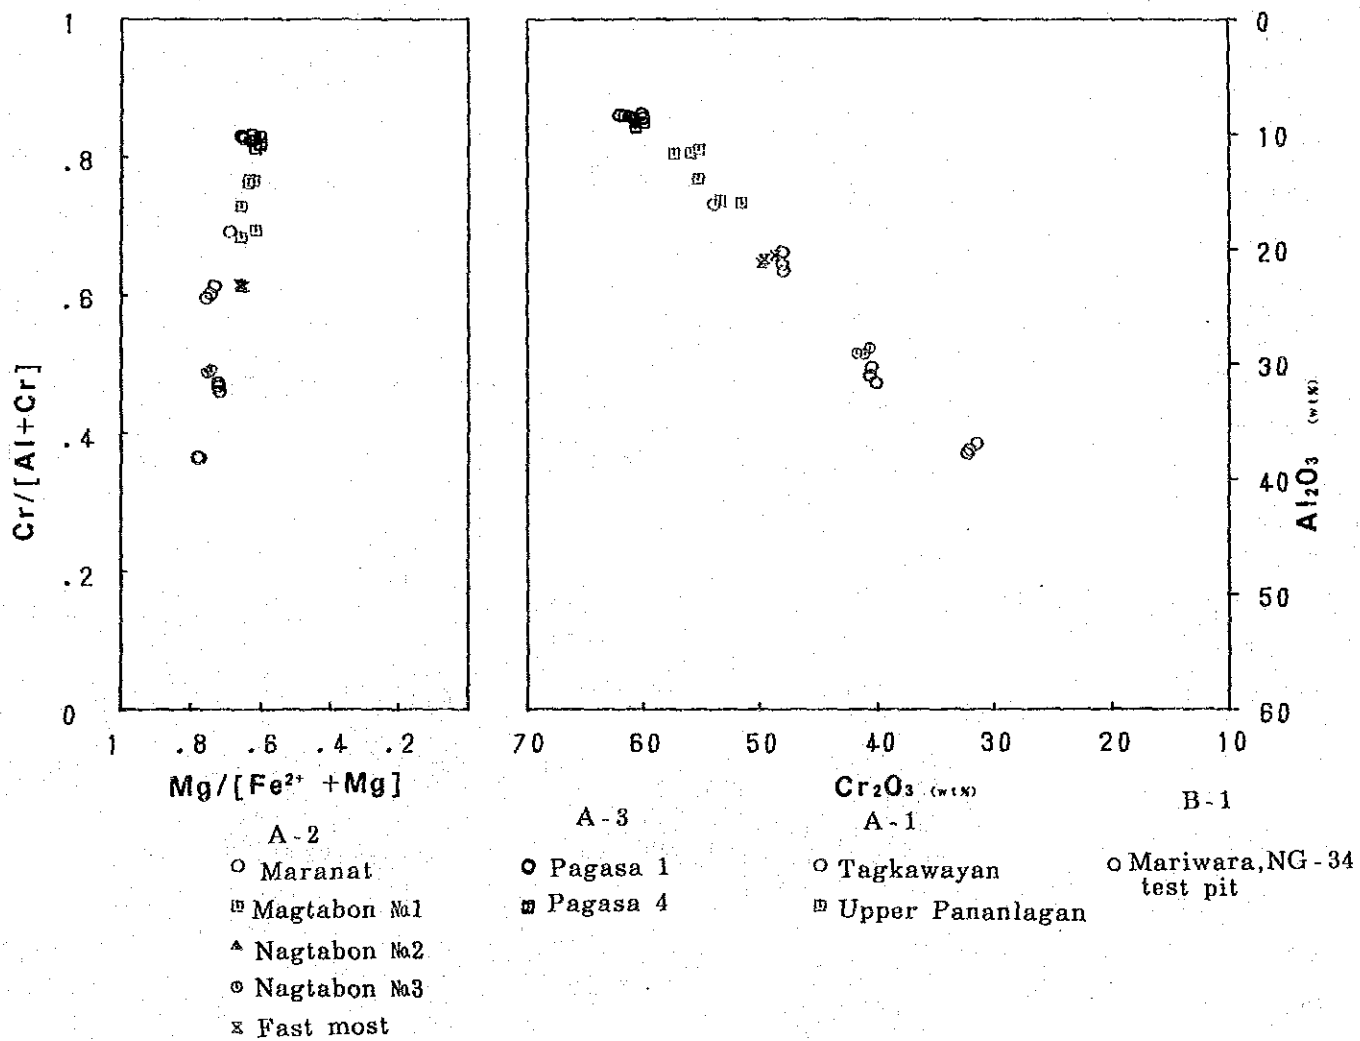 1
.8
.6
.4
.2
0
Cr/[Al+Cr]
1 .8 .6 .4 .2
Mg/[Fe²⁺ +Mg]
0
10
20
30
40
50
60
Al₂O₃ (wt%)
70 60 50 40 30 20 10
Cr₂O₃ (wt%)
A-2
Maranat
Magtabon №1
Nagtabon №2
Nagtabon №3
Fast most
A-3
Pagasa 1
Pagasa 4
A-1
Tagkawayan
Upper Pananlagan
B-1
Mariwara,NG-34
test pit